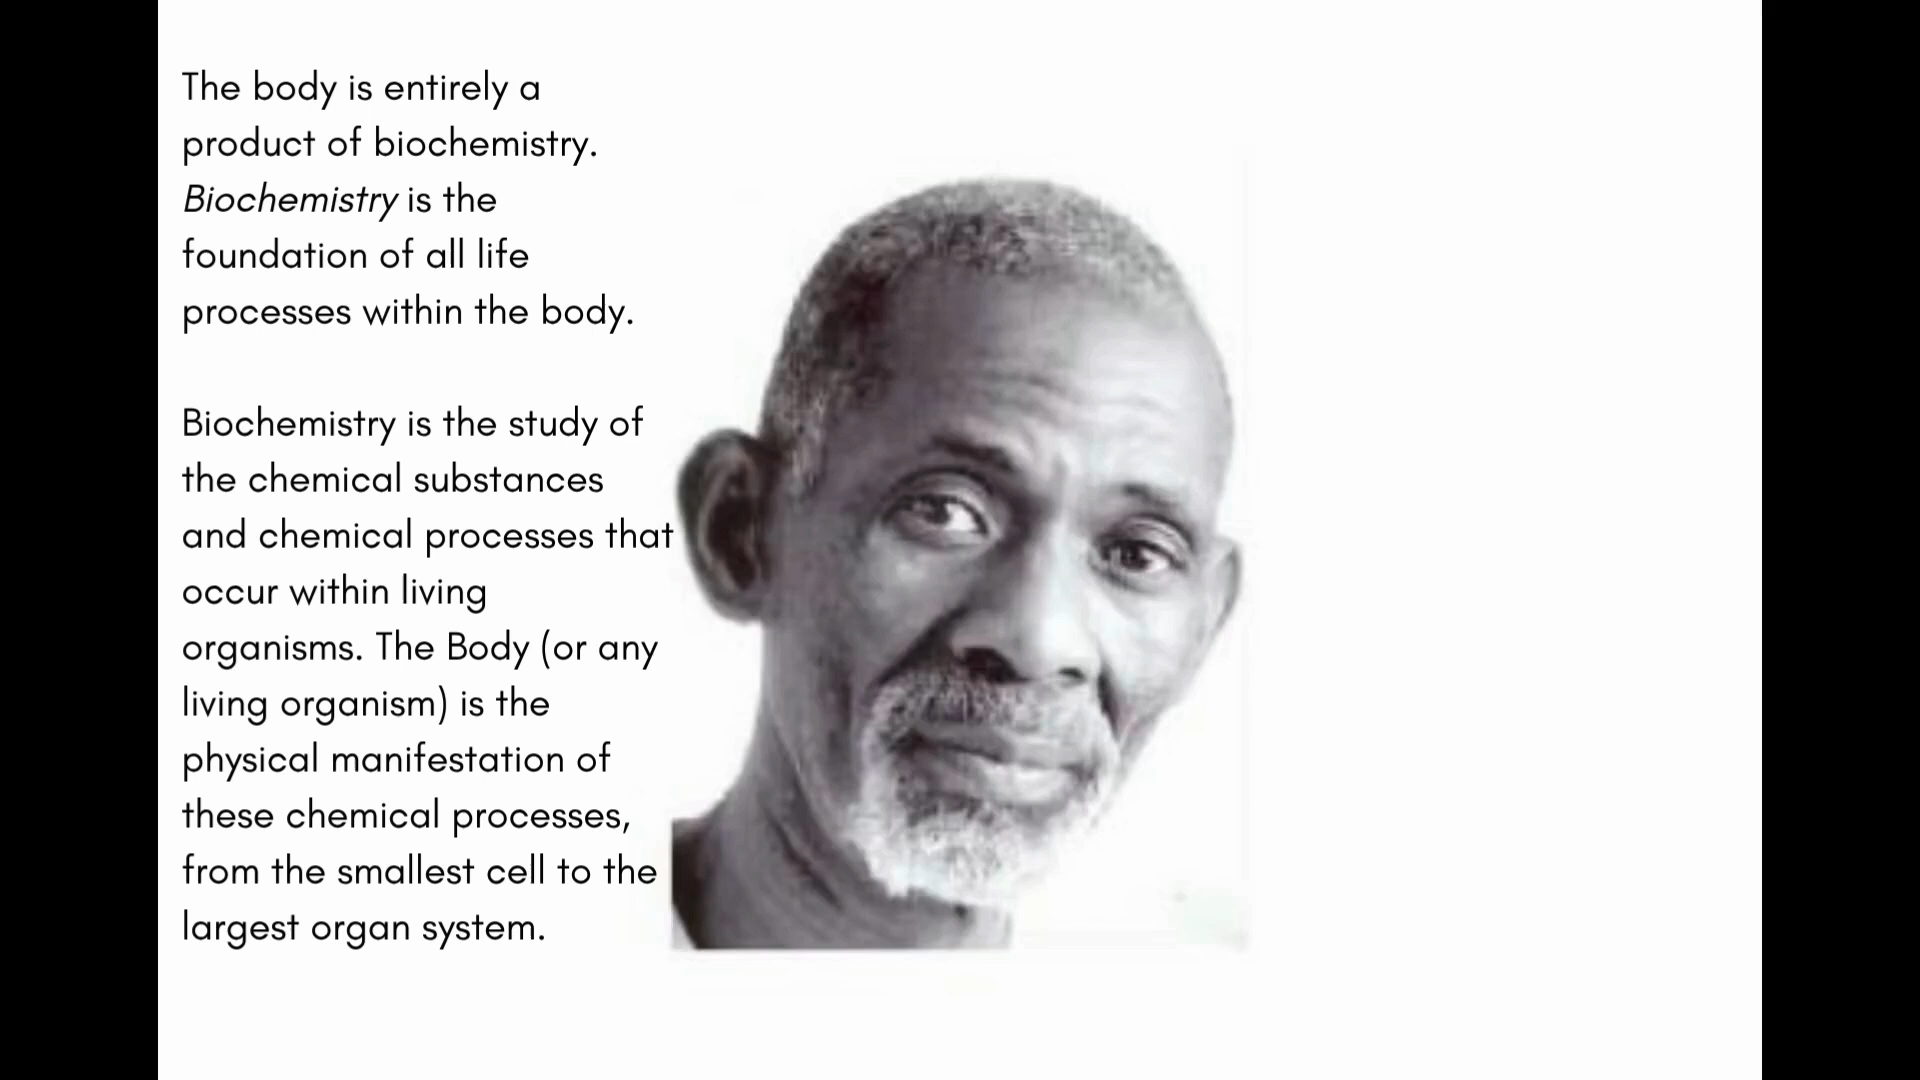 The body is entirely a
product of biochemistry.
Biochemistry is the
foundation of all life
processes within the body.
Biochemistry is the study of
the chemical substances
and chemical processes that
occur within living
organisms. The Body (or any
living organism) is the
physical manifestation of
these chemical processes,
from the smallest cell to the
largest organ system.